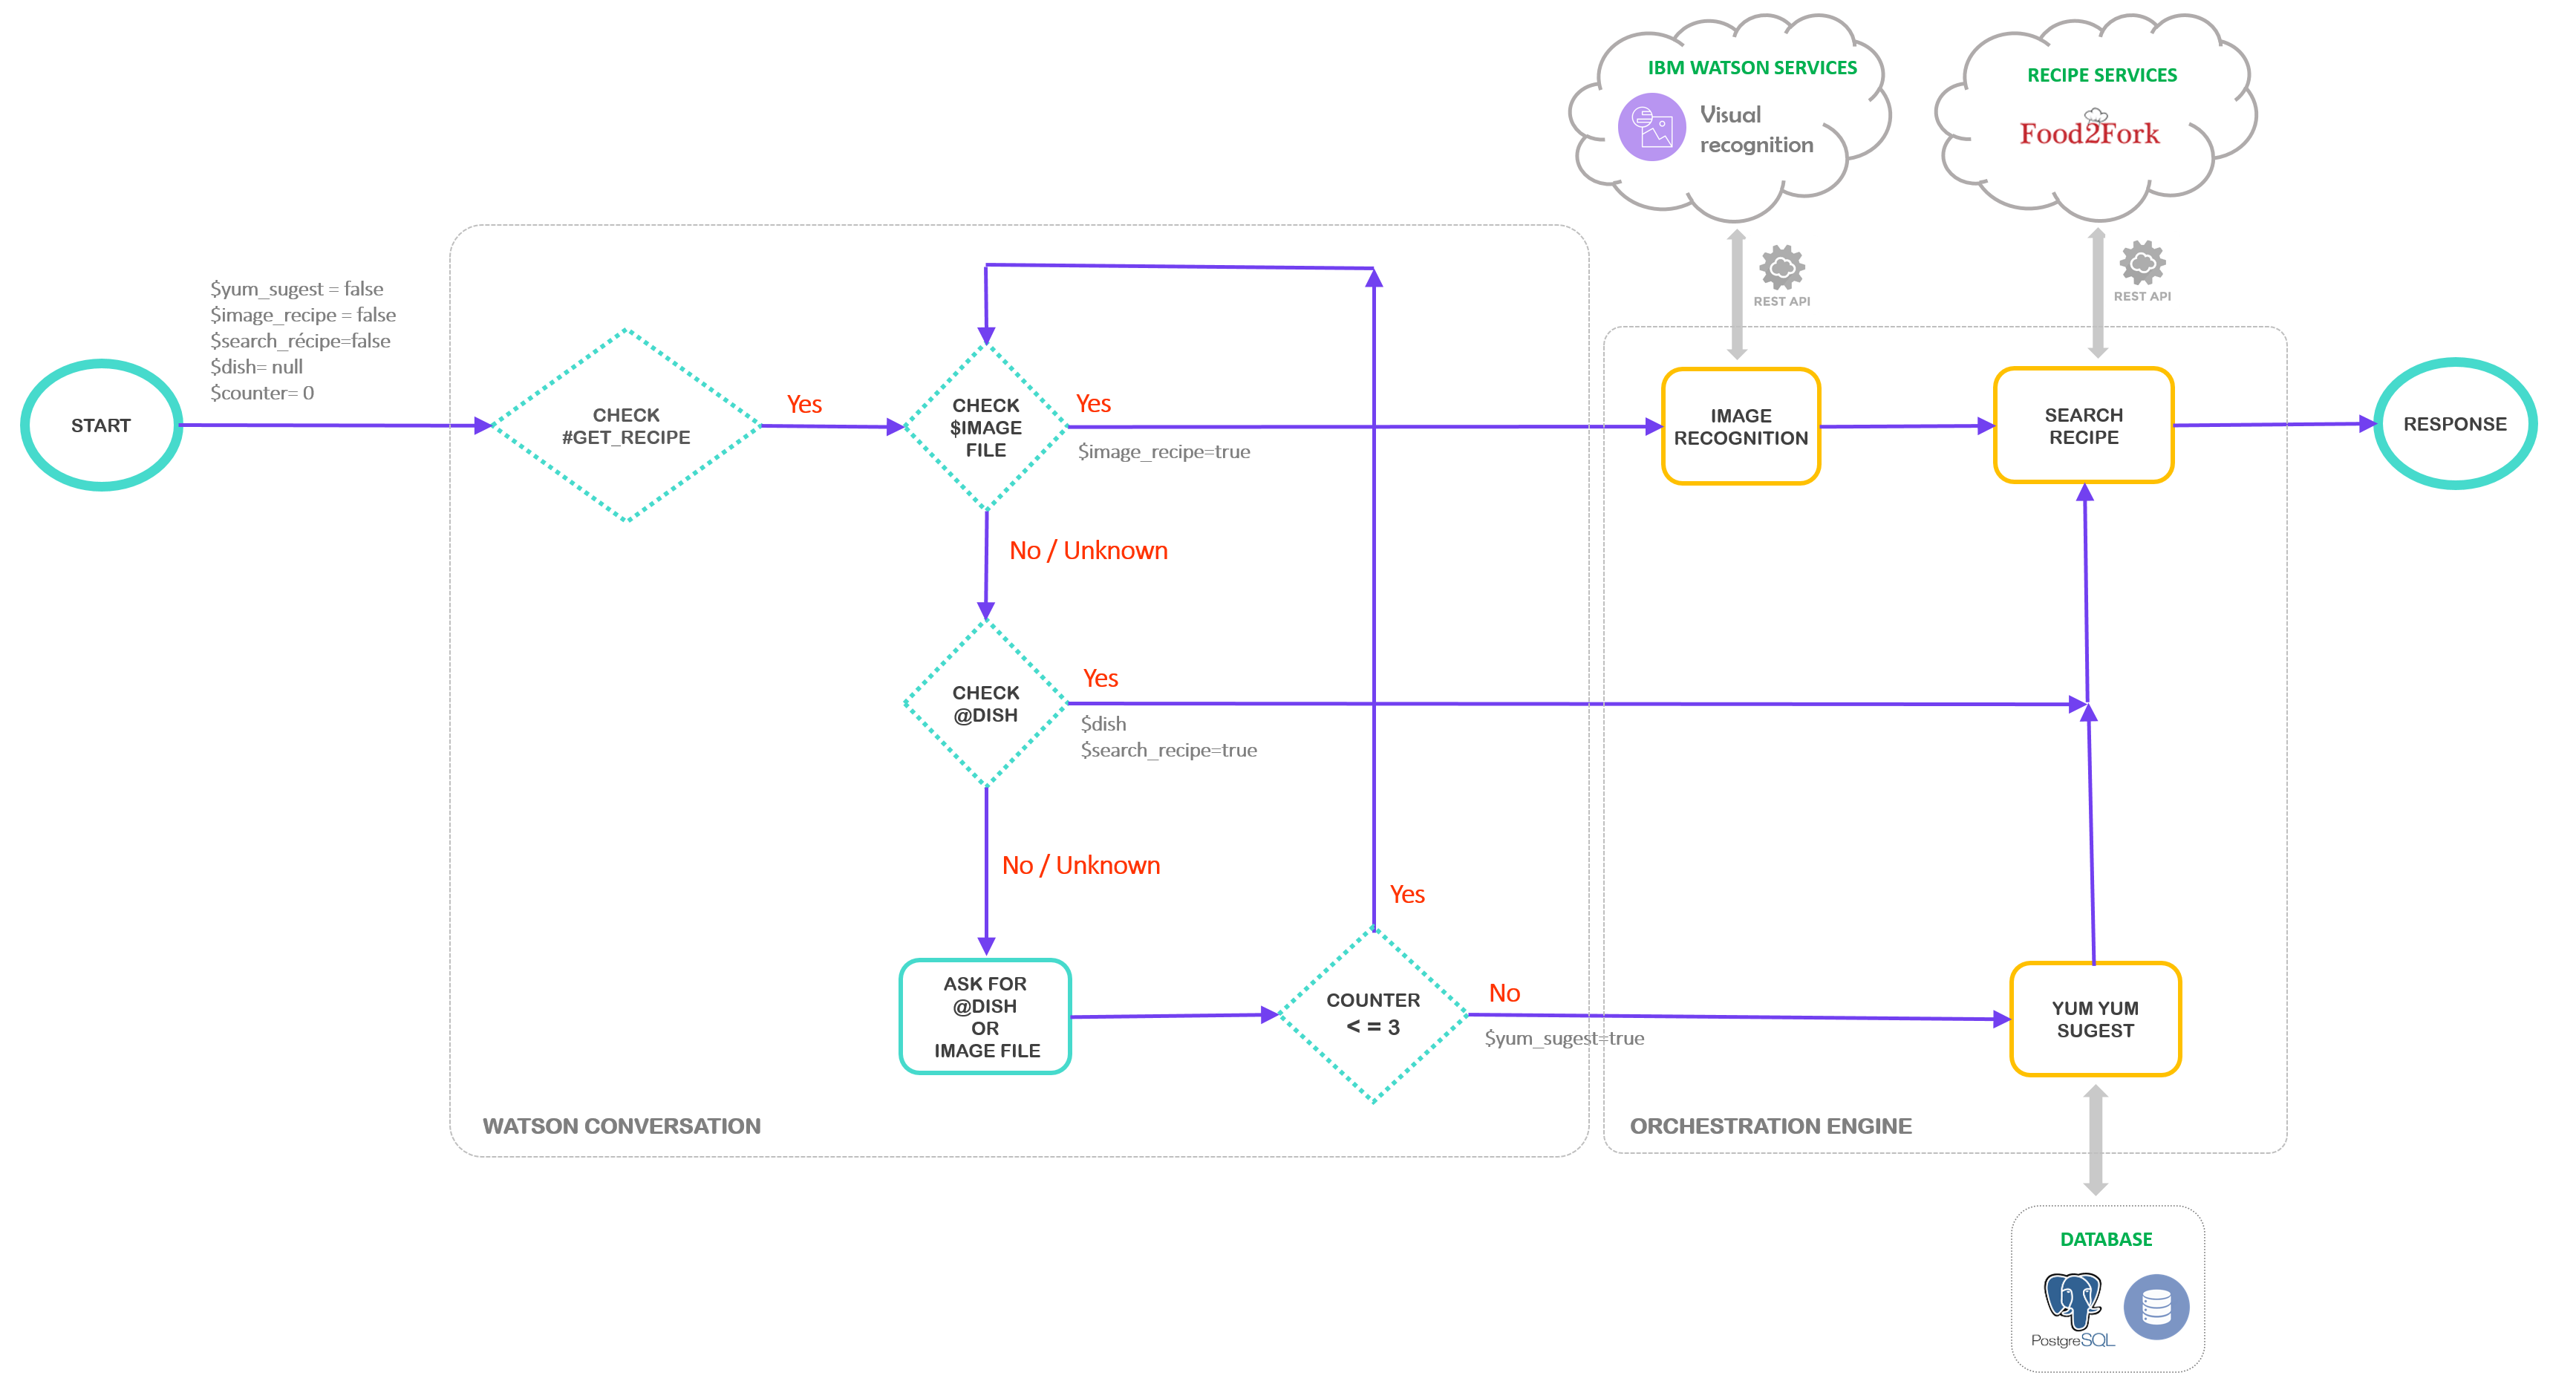 IBM WATSON SERVICES
Visual
recognition
RECIPE SERVICES
Food2Fork
REST API
REST API
$yum_sugest = false
$image_recipe = false
$search_récipe=false
$dish= null
$counter= 0
START
CHECK
#GET_RECIPE
Yes
CHECK
$IMAGE
FILE
Yes
$image_recipe=true
IMAGE
RECOGNITION
SEARCH
RECIPE
RESPONSE
No / Unknown
CHECK
@DISH
Yes
$dish
$search_recipe=true
No / Unknown
ASK FOR
@DISH
OR
IMAGE FILE
Yes
COUNTER
< = 3
No
$yum_sugest=true
YUM YUM
SUGEST
WATSON CONVERSATION
ORCHESTRATION ENGINE
DATABASE
PostgreSQL